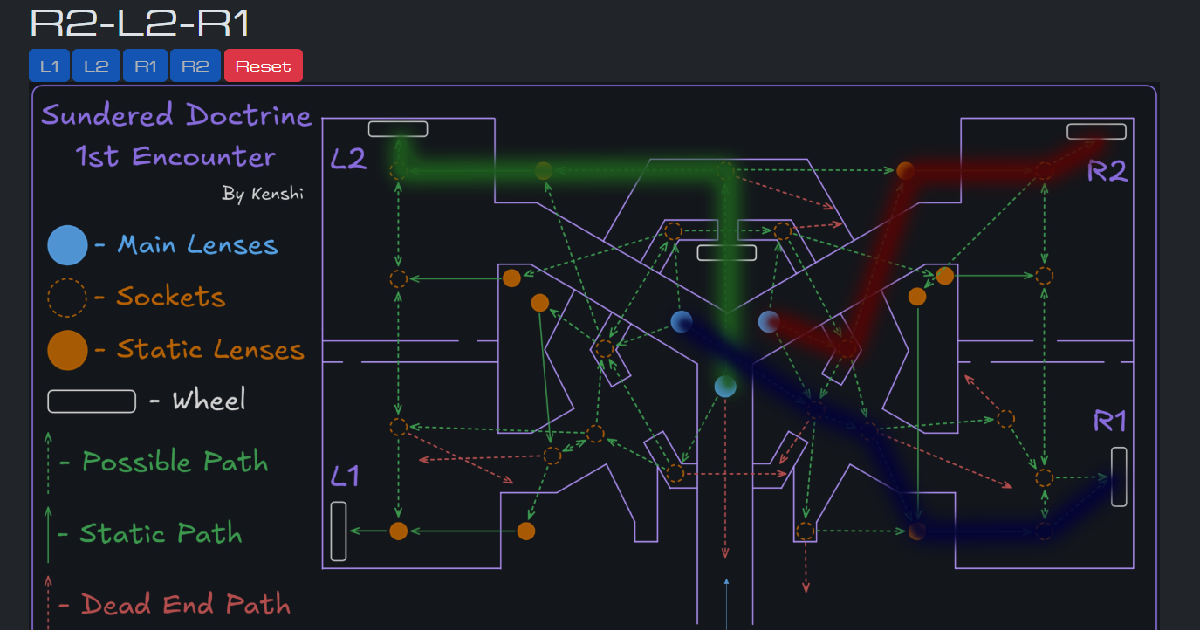 R2-L2-R1
L1 L2 R1 R2 Reset
Sundered Doctrine
1st Encounter
By Kenshi
- Main Lenses
- Sockets
- Static Lenses
- Wheel
- Possible Path
- Static Path
- Dead End Path
L2
R2
L1
R1